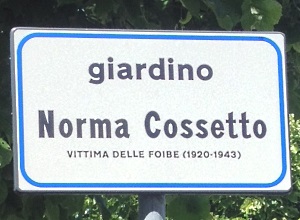 giardino
Norma Cossetto
VITTIMA DELLE FOIBE (1920-1943)